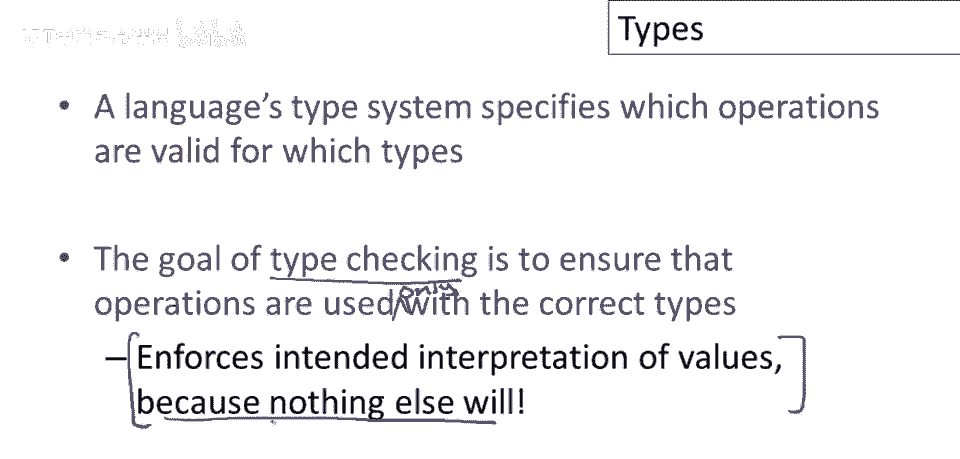 Types
• A language's type system specifies which operations
are valid for which types
• The goal of type checking is to ensure that
only
operations are used with the correct types
– Enforces intended interpretation of values,
because nothing else will!